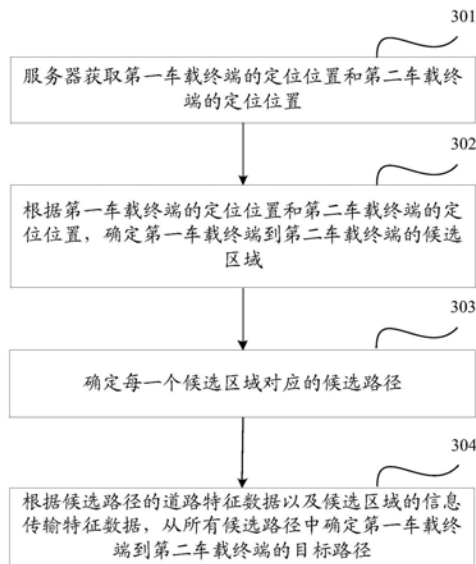 301
服务器获取第一车载终端的定位位置和第二车载终
端的定位位置
302
根据第一车载终端的定位位置和第二车载终端的定
位位置，确定第一车载终端到第二车载终端的候选
区域
303
确定每一个候选区域对应的候选路径
304
根据候选路径的道路特征数据以及候选区域的信息
传输特征数据，从所有候选路径中确定第一车载终
端到第二车载终端的目标路径